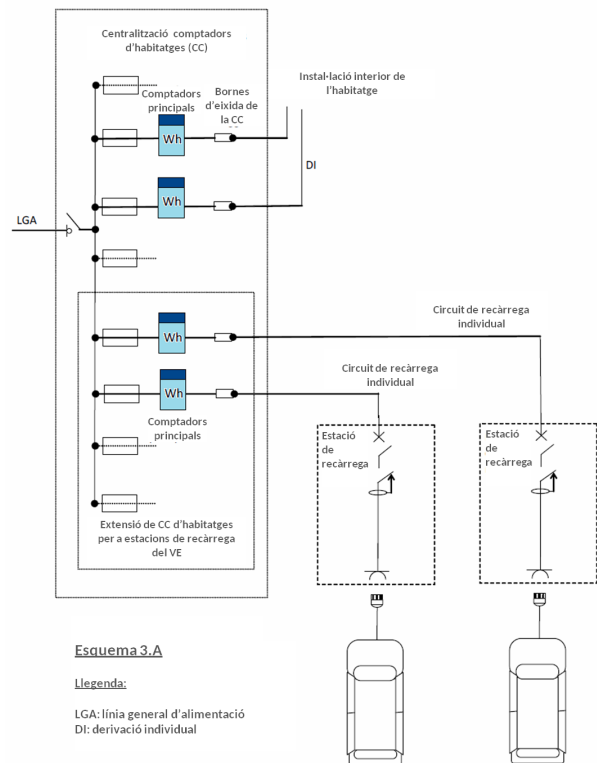 Centralització comptadors
d'habitatges (CC)
Instal·lació interior de
l'habitatge
Comptadors
principals
Bornes
d'eixida de
la CC
Wh
DI
Wh
LGA
Circuit de recàrrega
individual
Wh
Circuit de recàrrega
individual
Wh
Comptadors
principals
Estació
de
recàrrega
Estació
de
recàrrega
Extensió de CC d'habitatges
per a estacions de recàrrega
del VE
Esquema 3.A
Llegenda:
LGA: línia general d'alimentació
DI: derivació individual